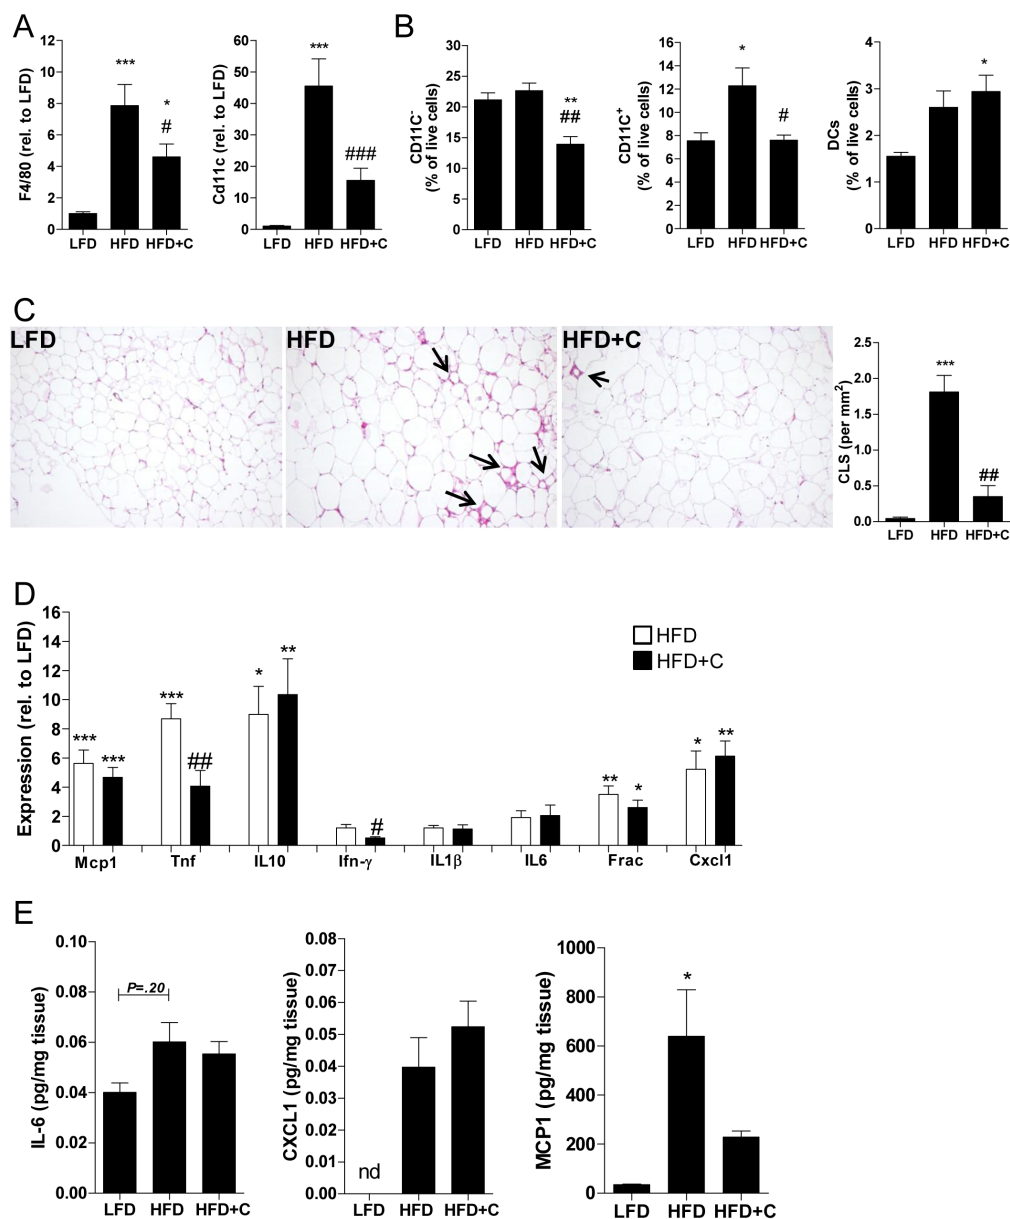 A
F4/80 (rel. to LFD)
12
10
8
6
4
2
0
***
*
#
LFD HFD HFD+C
Cd11c (rel. to LFD)
60
50
40
30
20
10
0
***
###
LFD HFD HFD+C
B
CD11C-
(% of live cells)
30
25
20
15
10
5
0
**
##
LFD HFD HFD+C
CD11C+
(% of live cells)
16
14
12
10
8
6
4
2
0
*
#
LFD HFD HFD+C
DCs
(% of live cells)
4
3
2
1
0
*
LFD HFD HFD+C
C
LFD
HFD
HFD+C
CLS (per mm²)
2.5
2.0
1.5
1.0
0.5
0.0
***
##
LFD HFD HFD+C
D
Expression (rel. to LFD)
16
14
12
10
8
6
4
2
0
HFD
HFD+C
*** ***
*** ##
* **
#
** *
* **
Mcp1 Tnf IL10 Ifn-γ IL1β IL6 Frac Cxcl1
E
IL-6 (pg/mg tissue)
0.10
0.08
0.06
0.04
0.02
0.00
P=.20
LFD HFD HFD+C
CXCL1 (pg/mg tissue)
0.08
0.07
0.06
0.05
0.04
0.03
0.02
0.01
0.00
nd
LFD HFD HFD+C
MCP1 (pg/mg tissue)
1000
800
600
400
200
0
*
LFD HFD HFD+C